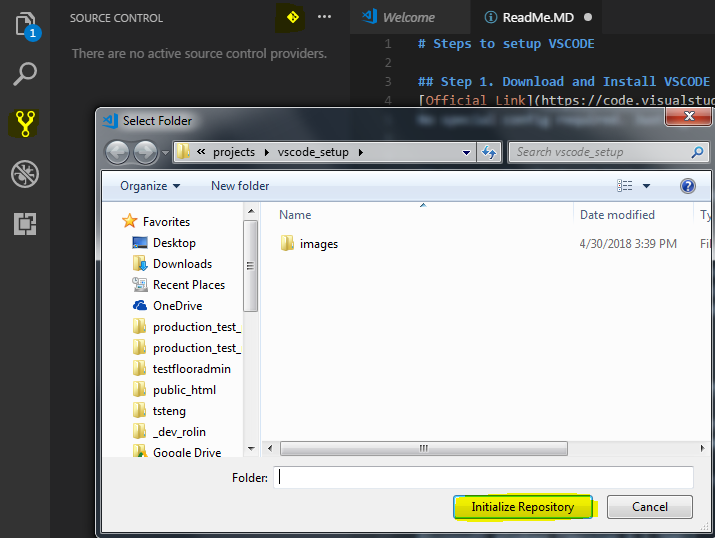 SOURCE CONTROL
There are no active source control providers.
1
Welcome
ReadMe.MD
1 # Steps to setup VSCODE
2
3 ## Step 1. Download and Install VSCODE
4 [Official Link](https://code.visualstu
Select Folder
« projects vscode_setup
Search vscode_setup
Organize
New folder
?
Name
Date modified
Ty
Favorites
Desktop
Downloads
Recent Places
OneDrive
production_test_
production_test_
testflooradmin
public_html
tsteng
_dev_rolin
Google Drive
images
4/30/2018 3:39 PM
Fil
Folder:
Initialize Repository
Cancel